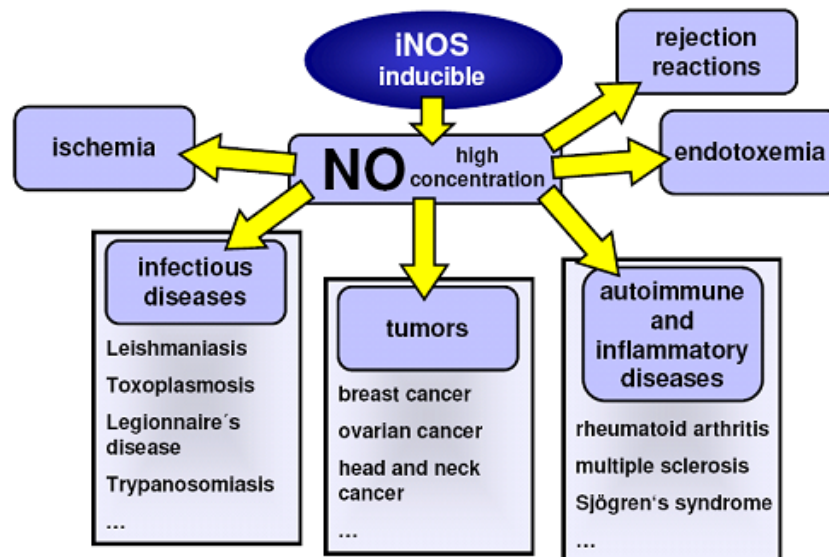 iNOS
inducible
rejection
reactions
ischemia
NO
high
concentration
endotoxemia
infectious
diseases
Leishmaniasis
Toxoplasmosis
Legionnaire´s
disease
Trypanosomiasis
...
tumors
breast cancer
ovarian cancer
head and neck
cancer
...
autoimmune
and
inflammatory
diseases
rheumatoid arthritis
multiple sclerosis
Sjögren‘s syndrome
...